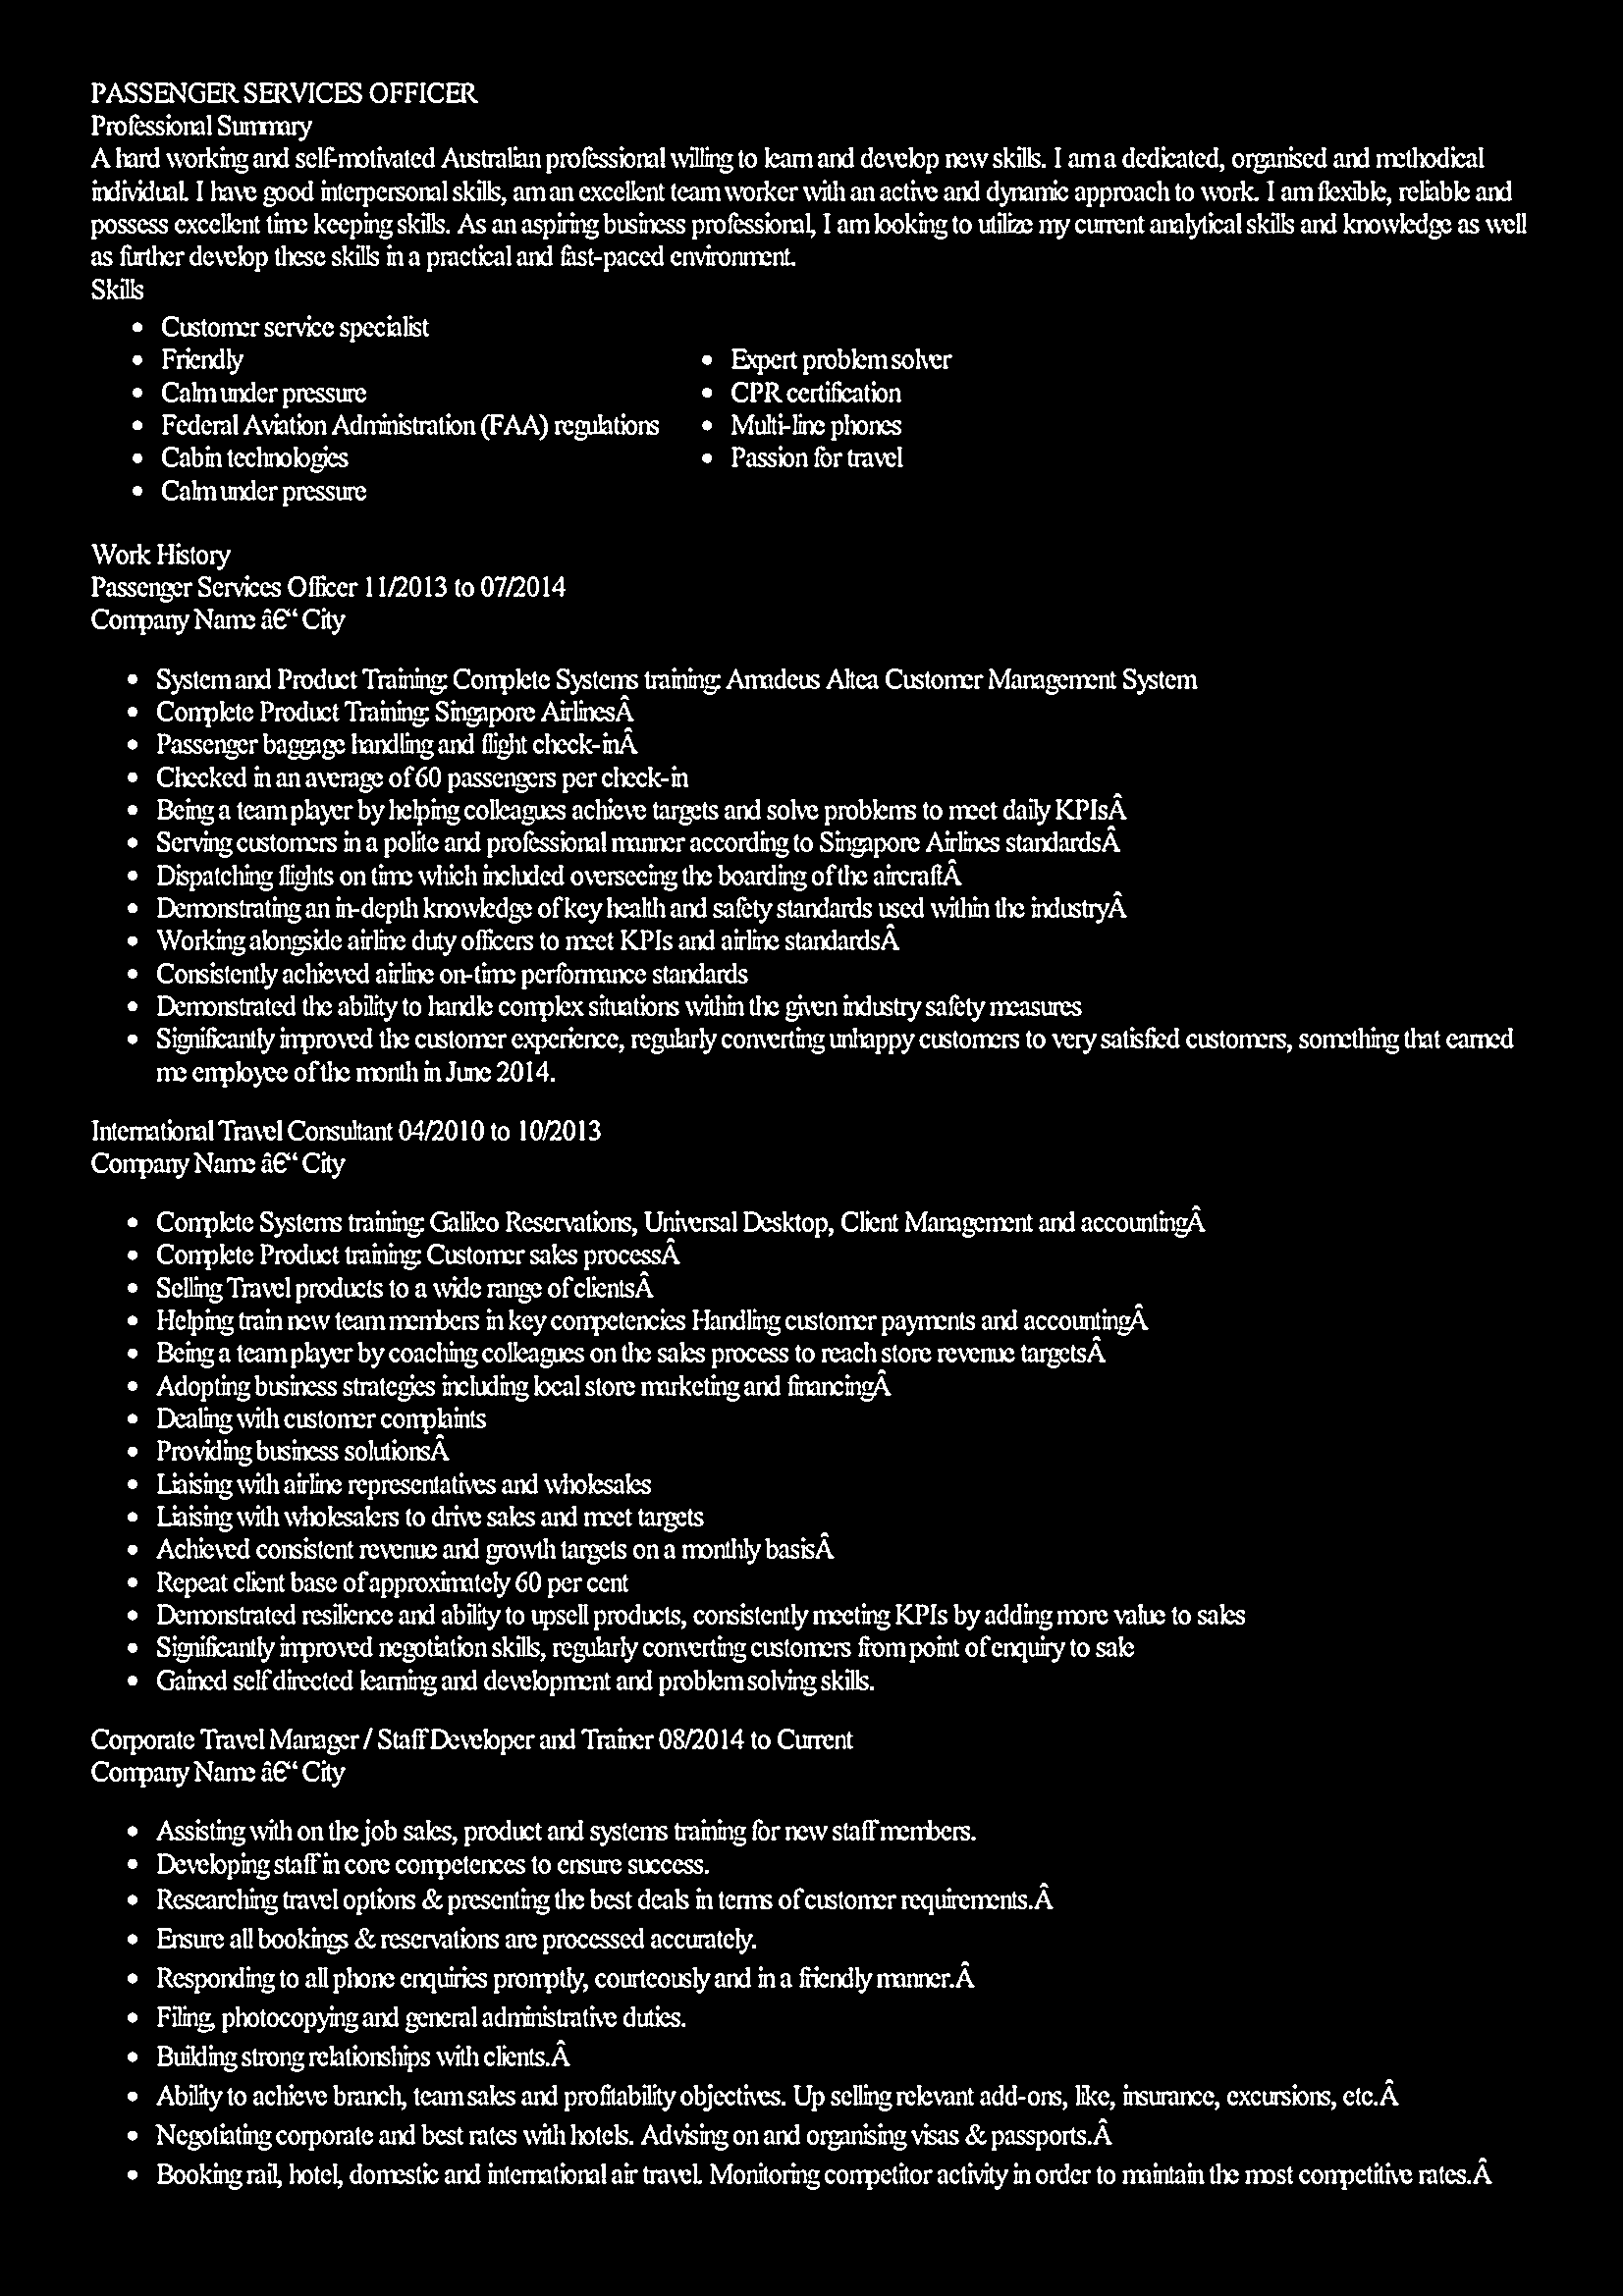 PASSENGER SERVICES OFFICER
Professional Summary
A hard working and self-motivated Australian professional willing to learn and develop new skills. I am a dedicated, organised and methodical
individual. I have good interpersonal skills, am an excellent team worker with an active and dynamic approach to work. I am flexible, reliable and
possess excellent time keeping skills. As an aspiring business professional, I am looking to utilize my current analytical skills and knowledge as well
as further develop these skills in a practical and fast-paced environment.
Skills
• Customer service specialist
• Friendly
• Calm under pressure
• Federal Aviation Administration (FAA) regulations
• Cabin technologies
• Calm under pressure
• Expert problem solver
• CPR certification
• Multi-line phones
• Passion for travel
Work History
Passenger Services Officer 11/2013 to 07/2014
Company Name â€“ City
• System and Product Training: Complete Systems training: Amadeus Altea Customer Management System
• Complete Product Training: Singapore AirlinesÂ
• Passenger baggage handling and flight check-inÂ
• Checked in an average of 60 passengers per check-in
• Being a team player by helping colleagues achieve targets and solve problems to meet daily KPIsÂ
• Serving customers in a polite and professional manner according to Singapore Airlines standardsÂ
• Dispatching flights on time which included overseeing the boarding of the aircraftÂ
• Demonstrating an in-depth knowledge of key health and safety standards used within the industryÂ
• Working alongside airline duty officers to meet KPIs and airline standardsÂ
• Consistently achieved airline on-time performance standards
• Demonstrated the ability to handle complex situations within the given industry safety measures
• Significantly improved the customer experience, regularly converting unhappy customers to very satisfied customers, something that earned
me employee of the month in June 2014.
International Travel Consultant 04/2010 to 10/2013
Company Name â€“ City
• Complete Systems training: Galileo Reservations, Universal Desktop, Client Management and accountingÂ
• Complete Product training: Customer sales processÂ
• Selling Travel products to a wide range of clientsÂ
• Helping train new team members in key competencies Handling customer payments and accountingÂ
• Being a team player by coaching colleagues on the sales process to reach store revenue targetsÂ
• Adopting business strategies including local store marketing and financingÂ
• Dealing with customer complaints
• Providing business solutionsÂ
• Liaising with airline representatives and wholesales
• Liaising with wholesalers to drive sales and meet targets
• Achieved consistent revenue and growth targets on a monthly basisÂ
• Repeat client base of approximately 60 per cent
• Demonstrated resilience and ability to upsell products, consistently meeting KPIs by adding more value to sales
• Significantly improved negotiation skills, regularly converting customers from point of enquiry to sale
• Gained self directed learning and development and problem solving skills.
Corporate Travel Manager / Staff Developer and Trainer 08/2014 to Current
Company Name â€“ City
• Assisting with on the job sales, product and systems training for new staff members.
• Developing staff in core competences to ensure success.
• Researching travel options & presenting the best deals in terms of customer requirements.Â
• Ensure all bookings & reservations are processed accurately.
• Responding to all phone enquiries promptly, courteously and in a friendly manner.Â
• Filing, photocopying and general administrative duties.
• Building strong relationships with clients.Â
• Ability to achieve branch, team sales and profitability objectives. Up selling relevant add-ons, like, insurance, excursions, etc.Â
• Negotiating corporate and best rates with hotels. Advising on and organising visas & passports.Â
• Booking rail, hotel, domestic and international air travel. Monitoring competitor activity in order to maintain the most competitive rates.Â